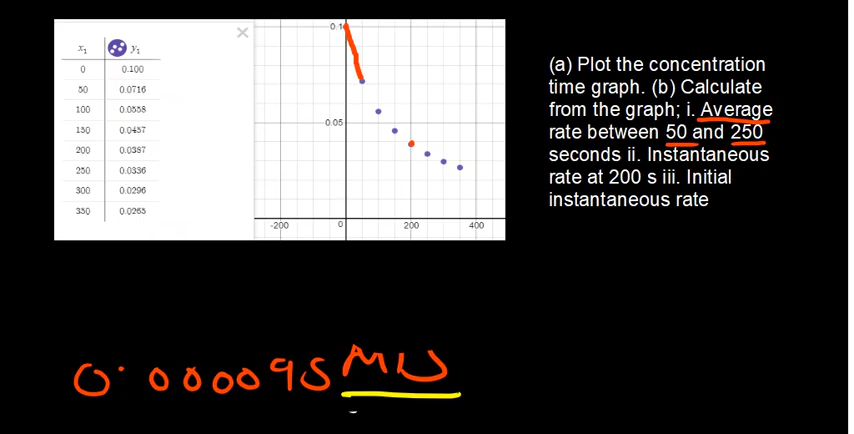 x₁ y₁
0 0.100
50 0.0716
100 0.0558
150 0.0457
200 0.0387
250 0.0336
300 0.0296
350 0.0265
0.1
0.05
-200 0 200 400
(a) Plot the concentration
time graph. (b) Calculate
from the graph; i. Average
rate between 50 and 250
seconds ii. Instantaneous
rate at 200 s iii. Initial
instantaneous rate
0.000095